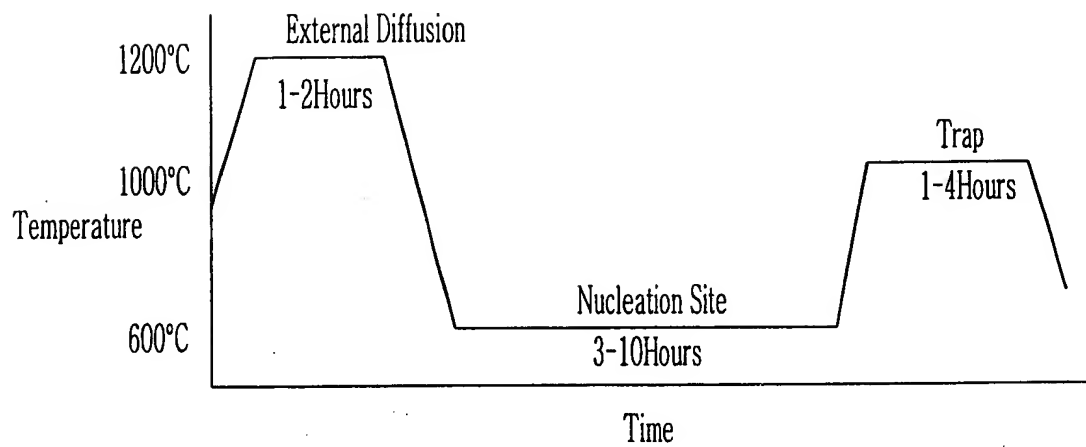 External Diffusion
1200°C
1-2Hours
Trap
1000°C
1-4Hours
Temperature
Nucleation Site
600°C
3-10Hours
Time